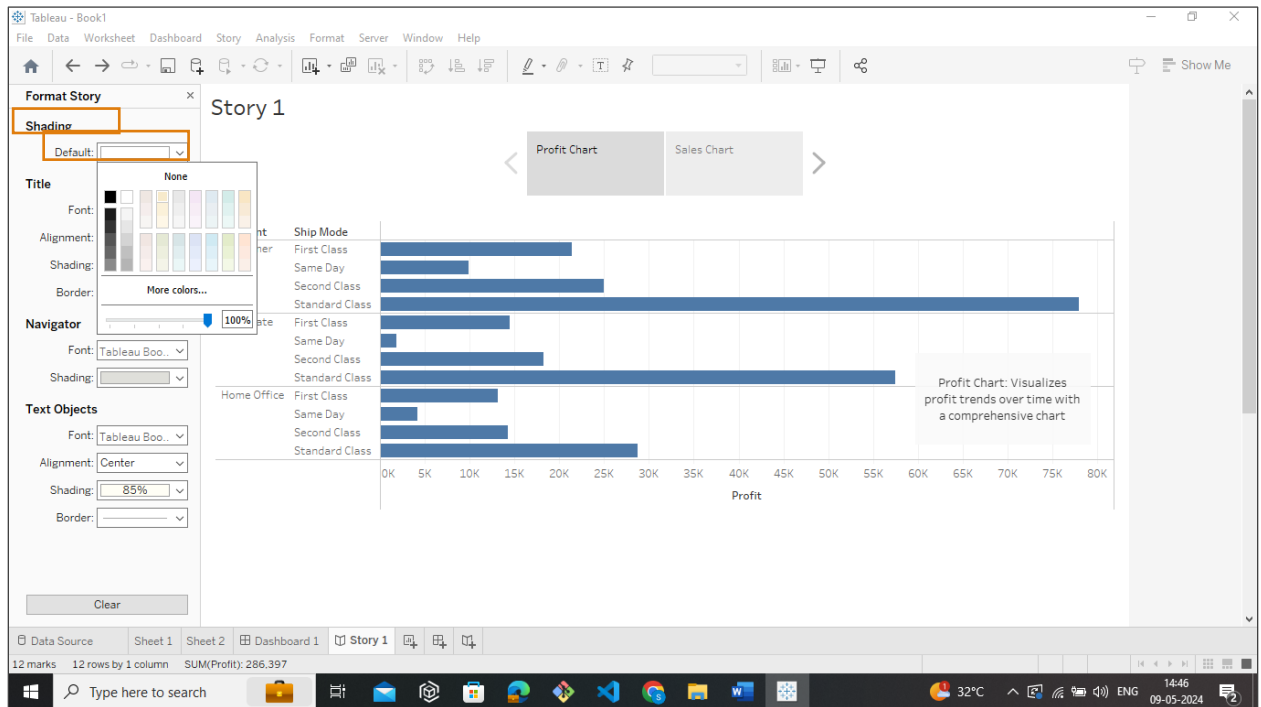 Tableau - Book1
File Data Worksheet Dashboard Story Analysis Format Server Window Help
Show Me
Format Story
Shading
Default:
None
More colors...
100%
Title
Font:
Alignment:
Shading:
Border:
Navigator
Font: Tableau Boo..
Shading:
Text Objects
Font: Tableau Boo..
Alignment: Center
Shading: 85%
Border:
Clear
Story 1
Profit Chart Sales Chart
nt Ship Mode
ner First Class
Same Day
Second Class
Standard Class
ate First Class
Same Day
Second Class
Standard Class
Home Office First Class
Same Day
Second Class
Standard Class
Profit Chart: Visualizes
profit trends over time with
a comprehensive chart
0K 5K 10K 15K 20K 25K 30K 35K 40K 45K 50K 55K 60K 65K 70K 75K 80K
Profit
Data Source Sheet 1 Sheet 2 Dashboard 1 Story 1
12 marks 12 rows by 1 column SUM(Profit): 286,397
Type here to search
32°C ENG
14:46
09-05-2024